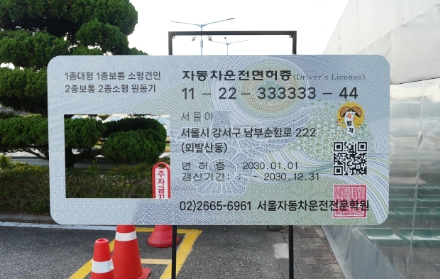 1종대형 1종보통 소형견인
2종보통 2종소형 원동기
자동차운전면허증(Driver's License)
11 - 22 - 333333 - 44
서울야
서울시 강서구 남부순환로 222
(외발산동)
면 허 증 : 2030.01.01
갱신기간 : ~ 2030.12.31
02)2665-6961 서울자동차운전전문학원
주차금지